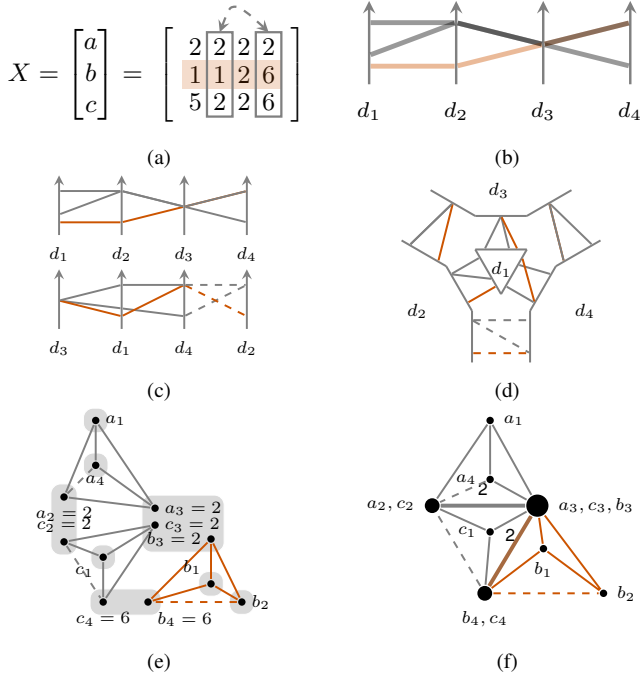 X = [a b c] = [2 2 2 2
1 1 2 6
5 2 2 6]
(a)
d1 d2 d3 d4
(b)
d1 d2 d3 d4
d3 d1 d4 d2
(c)
d3
d1
d2
d4
(d)
a1
a4
a2 = 2
c2 = 2
a3 = 2
c3 = 2
b3 = 2
c1
b1
c4 = 6
b4 = 6
b2
(e)
a1
a4
2
a2, c2
a3, c3, b3
c1
2
b1
b4, c4
b2
(f)